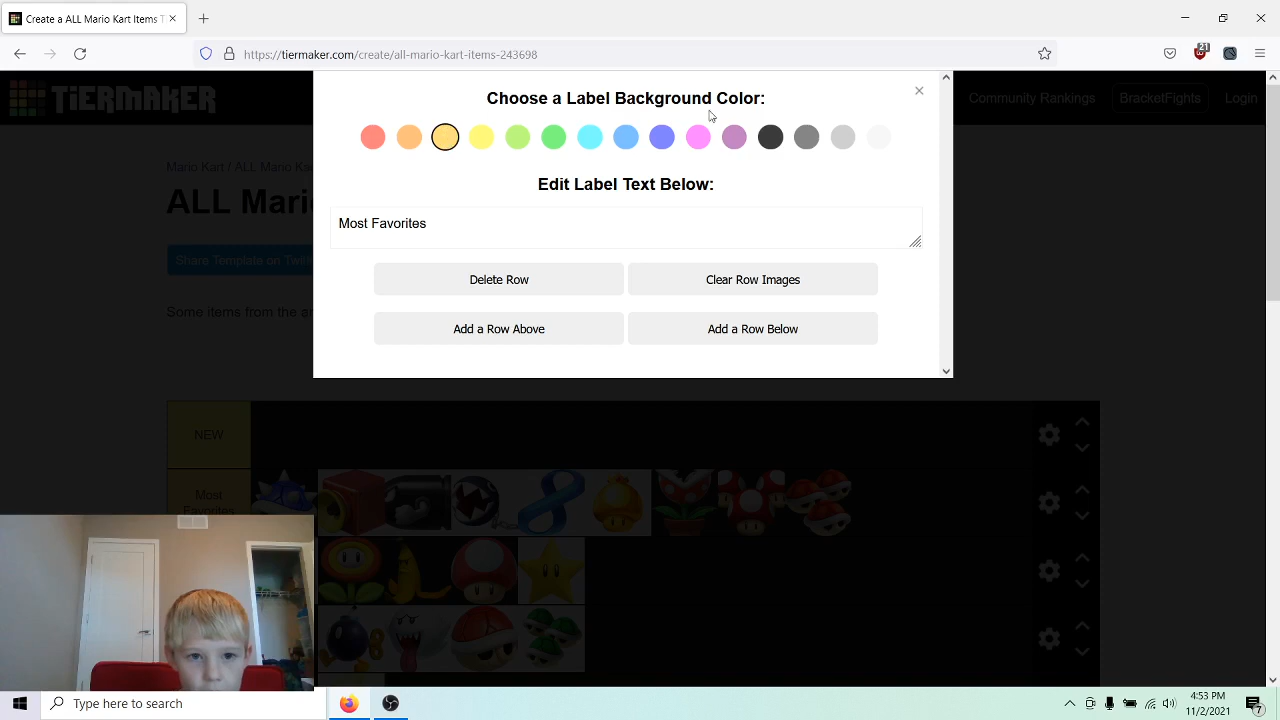 Create a ALL Mario Kart Items T
https://tiermaker.com/create/all-mario-kart-items-243698
21
TiERMAKER
Community Rankings
BracketFights
Login
Choose a Label Background Color:
Mario Kart / ALL Mario Ka
ALL Mari
Edit Label Text Below:
Most Favorites
Share Template on Twit
Delete Row
Clear Row Images
Some items from the
Add a Row Above
Add a Row Below
NEW
Most
Favorites
Type here to search
4:53 PM
11/2/2021
7